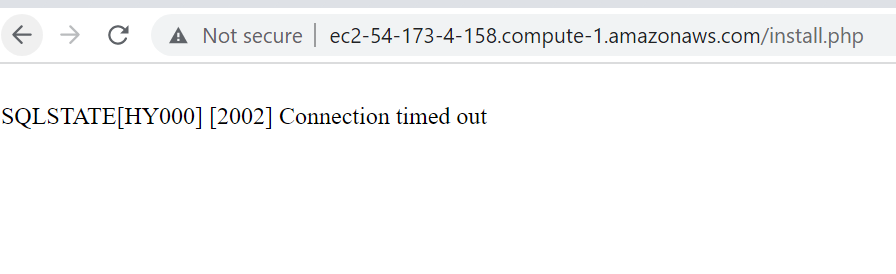 Not secure | ec2-54-173-4-158.compute-1.amazonaws.com/install.php
SQLSTATE[HY000] [2002] Connection timed out